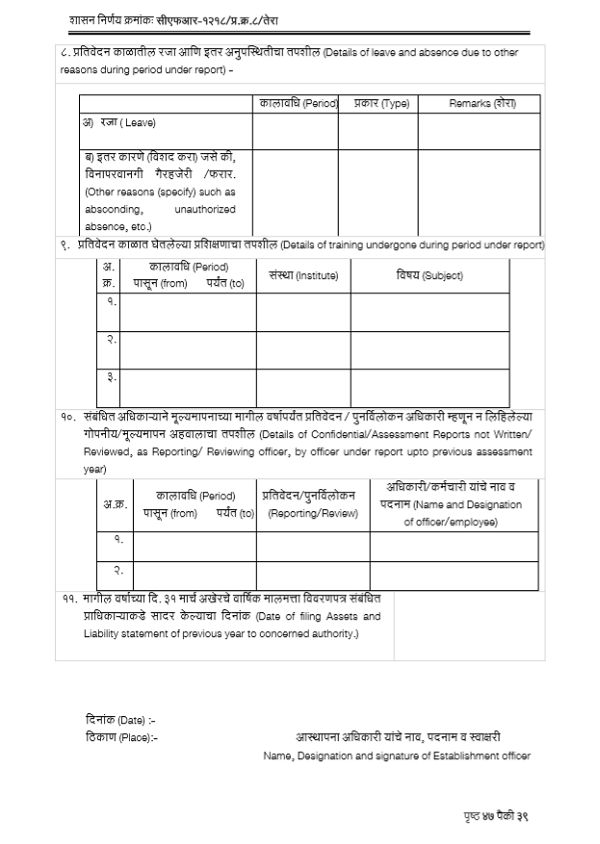 शासन निर्णय क्रमांकः सीएफआर-१२१८/प्र.क्र.८/तेरा
८. प्रतिवेदन काळातील रजा आणि इतर अनुपस्थितीचा तपशील (Details of leave and absence due to other
reasons during period under report) –
कालावधि (Period) प्रकार (Type) Remarks (शेरा)
अ) रजा ( Leave)
ब) इतर कारणे (विशद करा) जसे की,
विनापरवानगी गैरहजेरी /फरार.
(Other reasons (specify) such as
absconding, unauthorized
absence, etc.)
९. प्रतिवेदन काळात घेतलेल्या प्रशिक्षणाचा तपशील (Details of training undergone during period under report)
अ. कालावधि (Period)
क्र. पासून (from) पर्यंत (to) संस्था (Institute) विषय (Subject)
१.
२.
३.
१०. संबंधित अधिकाऱ्याने मूल्यमापनाच्या मागील वर्षापर्यंत प्रतिवेदन / पुनर्विलोकन अधिकारी म्हणून न लिहिलेल्या
गोपनीय/मूल्यमापन अहवालाचा तपशील (Details of Confidential/Assessment Reports not Written/
Reviewed, as Reporting/ Reviewing officer, by officer under report upto previous assessment
year)
अ.क्र. कालावधि (Period) प्रतिवेदन/पुनर्विलोकन अधिकारी/कर्मचारी यांचे नाव व
पासून (from) पर्यंत (to) (Reporting/Review) पदनाम (Name and Designation
of officer/employee)
१.
२.
११. मागील वर्षाच्या दि. ३१ मार्च अखेरचे वार्षिक मालमत्ता विवरणपत्र संबंधित
प्राधिकाऱ्याकडे सादर केल्याचा दिनांक (Date of filing Assets and
Liability statement of previous year to concerned authority.)
दिनांक (Date) :-
ठिकाण (Place):- आस्थापना अधिकारी यांचे नाव, पदनाम व स्वाक्षरी
Name, Designation and signature of Establishment officer
पृष्ठ ४७ पैकी ३९